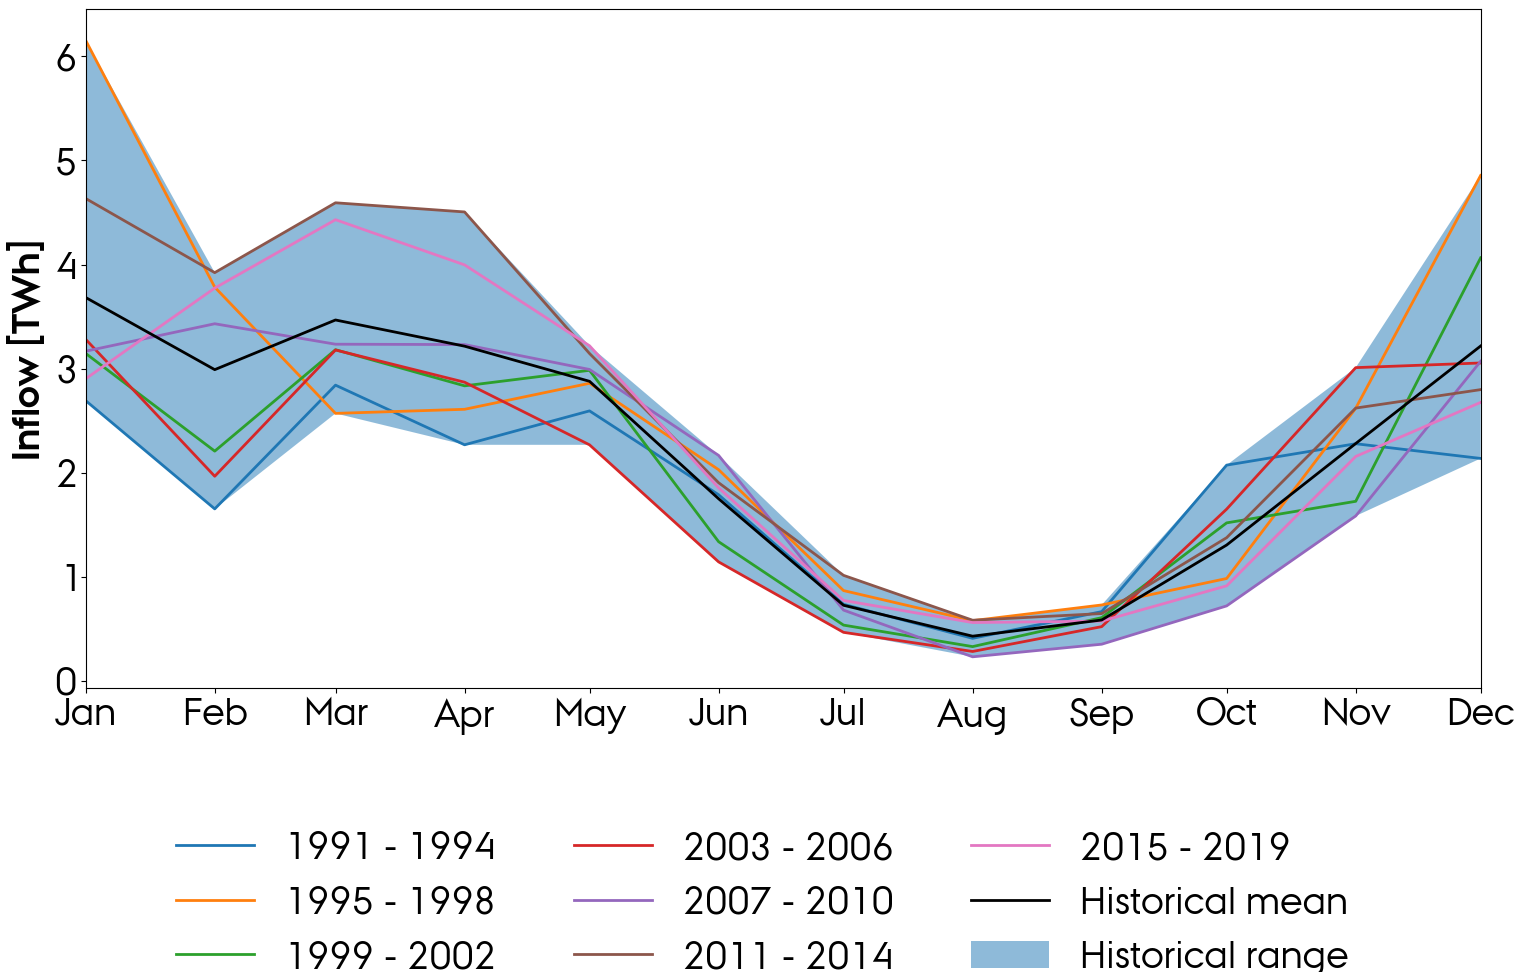 6
5
4
3
2
1
0
Inflow [TWh]
Jan Feb Mar Apr May Jun Jul Aug Sep Oct Nov Dec
1991 - 1994 2003 - 2006 2015 - 2019
1995 - 1998 2007 - 2010 Historical mean
1999 - 2002 2011 - 2014 Historical range